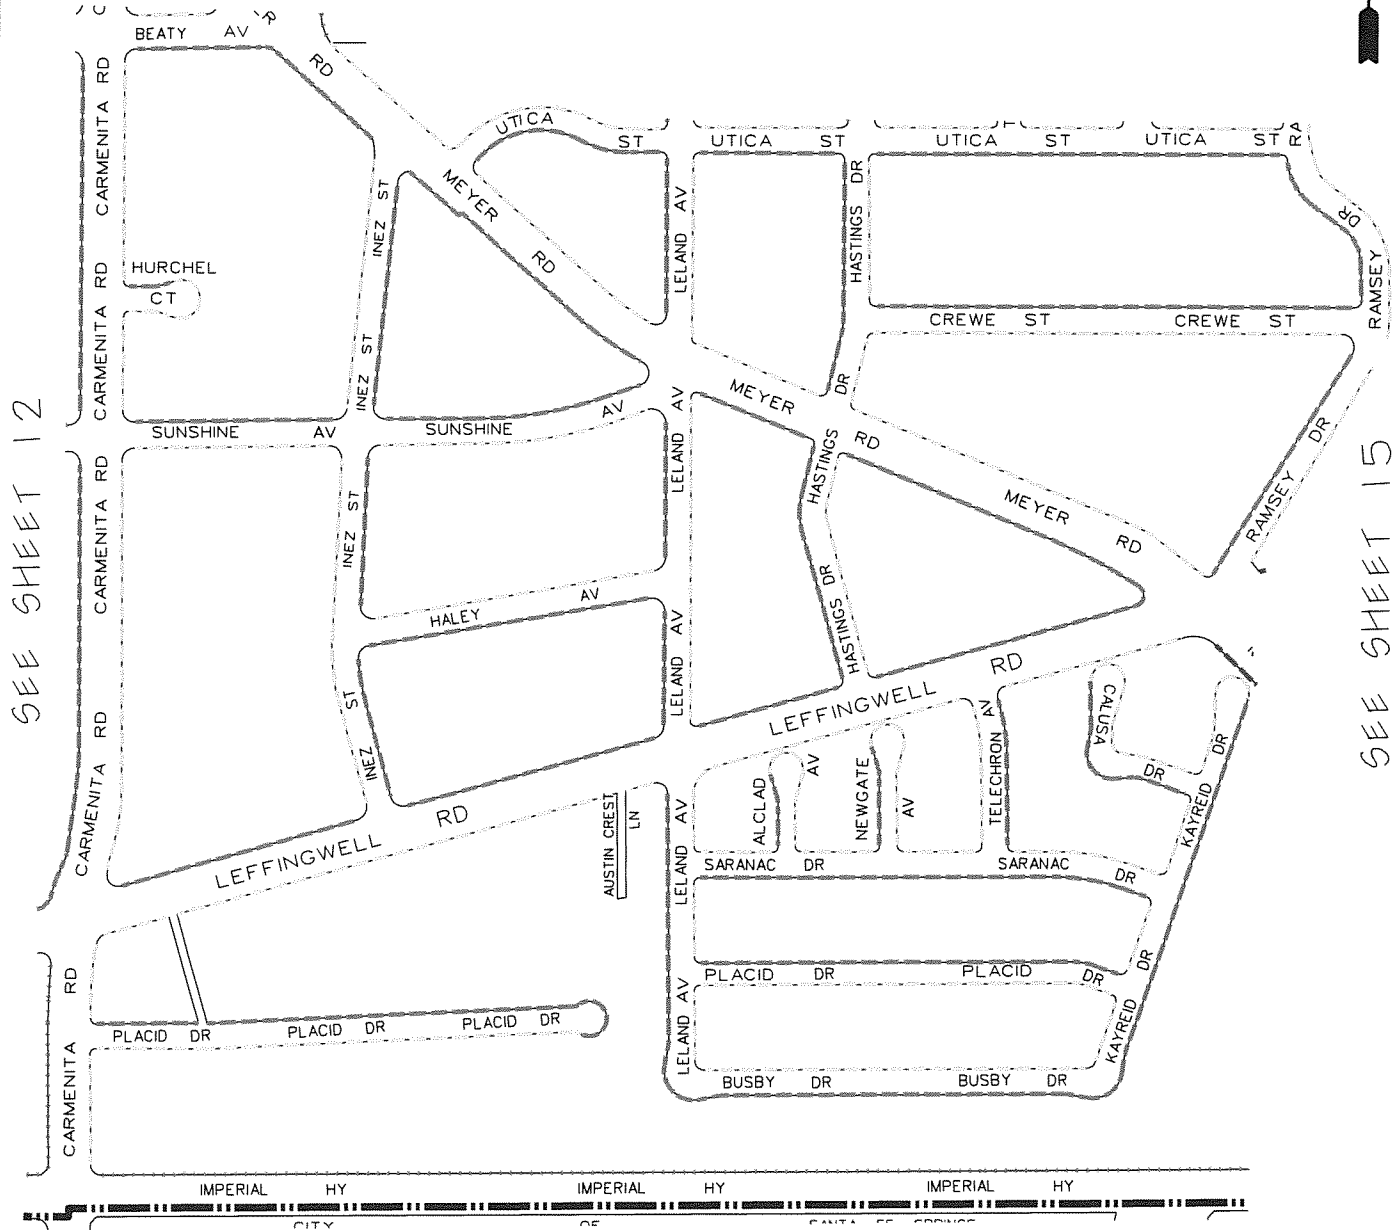 BEATY AV
RD
CARMENITA RD
UTICA ST
UTICA ST
UTICA ST
UTICA ST
MEYER RD
INEZ ST
LELAND AV
HASTINGS DR
DR
RAMSEY
HURCHEL CT
CARMENITA RD
INEZ ST
CREWE ST
CREWE ST
SUNSHINE AV
SUNSHINE AV
MEYER RD
DR
LELAND AV
HASTINGS
RAMSEY DR
SEE SHEET 12
SEE SHEET 15
CARMENITA RD
INEZ ST
MEYER RD
HALEY AV
HASTINGS DR
LELAND AV
INEZ ST
LEFFINGWELL RD
CARMENITA RD
LEFFINGWELL RD
TELECHRON AV
CALUSA DR
KAYREID DR
ALCLAD AV
NEWGATE AV
AUSTIN CREST LN
LELAND AV
SARANAC DR
SARANAC DR
PLACID DR
PLACID DR
KAYREID DR
LELAND AV
CARMENITA RD
PLACID DR
PLACID DR
PLACID DR
BUSBY DR
BUSBY DR
IMPERIAL HY
IMPERIAL HY
IMPERIAL HY
CITY OF SANTA FE SPRINGS